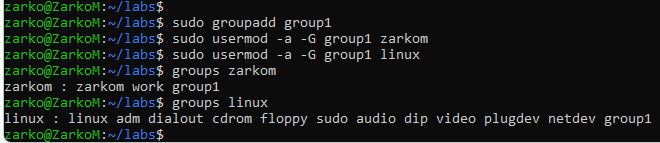 zarko@ZarkoM:~/labs$
zarko@ZarkoM:~/labs$ sudo groupadd group1
zarko@ZarkoM:~/labs$ sudo usermod -a -G group1 zarkom
zarko@ZarkoM:~/labs$ sudo usermod -a -G group1 linux
zarko@ZarkoM:~/labs$ groups zarkom
zarkom : zarkom work group1
zarko@ZarkoM:~/labs$ groups linux
linux : linux adm dialout cdrom floppy sudo audio dip video plugdev netdev group1
zarko@ZarkoM:~/labs$